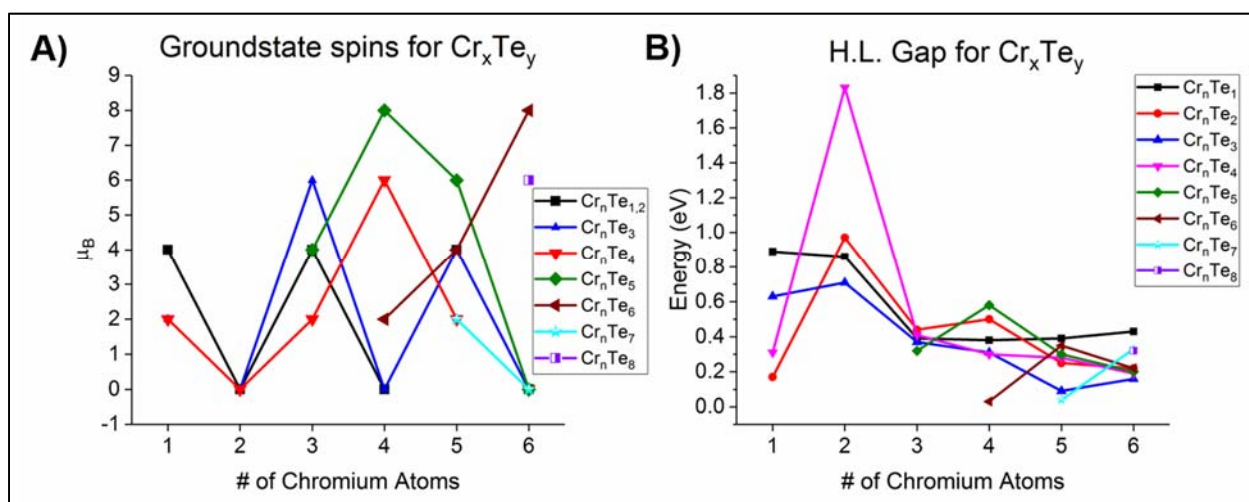 A)
Groundstate spins for CrₓTeᵧ
μB
9
8
7
6
5
4
3
2
1
0
-1
1 2 3 4 5 6
# of Chromium Atoms
CrₙTe₁,₂
CrₙTe₃
CrₙTe₄
CrₙTe₅
CrₙTe₆
CrₙTe₇
CrₙTe₈
B)
H.L. Gap for CrₓTeᵧ
Energy (eV)
1.8
1.6
1.4
1.2
1.0
0.8
0.6
0.4
0.2
0.0
1 2 3 4 5 6
# of Chromium Atoms
CrₙTe₁
CrₙTe₂
CrₙTe₃
CrₙTe₄
CrₙTe₅
CrₙTe₆
CrₙTe₇
CrₙTe₈